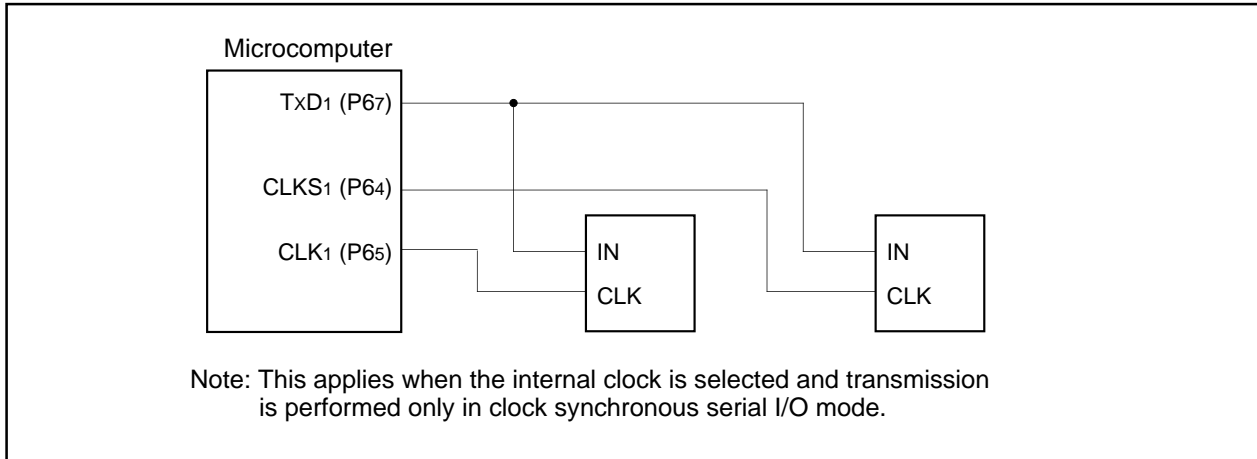 Microcomputer
TXD1 (P67)
CLKS1 (P64)
CLK1 (P65)
IN
CLK
IN
CLK
Note: This applies when the internal clock is selected and transmission
is performed only in clock synchronous serial I/O mode.